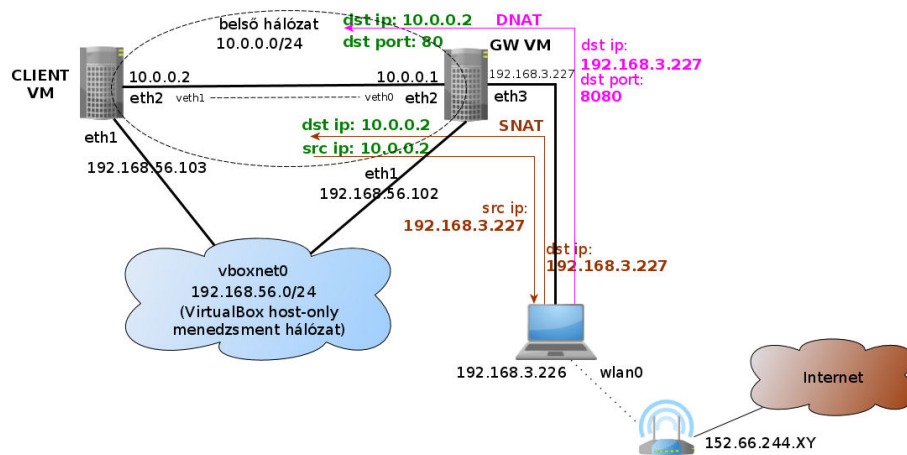 belső hálózat
10.0.0.0/24
dst ip: 10.0.0.2
dst port: 80
DNAT
GW VM
dst ip:
192.168.3.227
dst port:
8080
CLIENT
VM
10.0.0.2
eth2
veth1
veth0
10.0.0.1
eth2
192.168.3.227
eth3
dst ip: 10.0.0.2
SNAT
src ip: 10.0.0.2
eth1
192.168.56.103
eth1
192.168.56.102
src ip:
192.168.3.227
dst ip:
192.168.3.227
vboxnet0
192.168.56.0/24
(VirtualBox host-only
menedzsment hálózat)
192.168.3.226
wlan0
Internet
152.66.244.XY